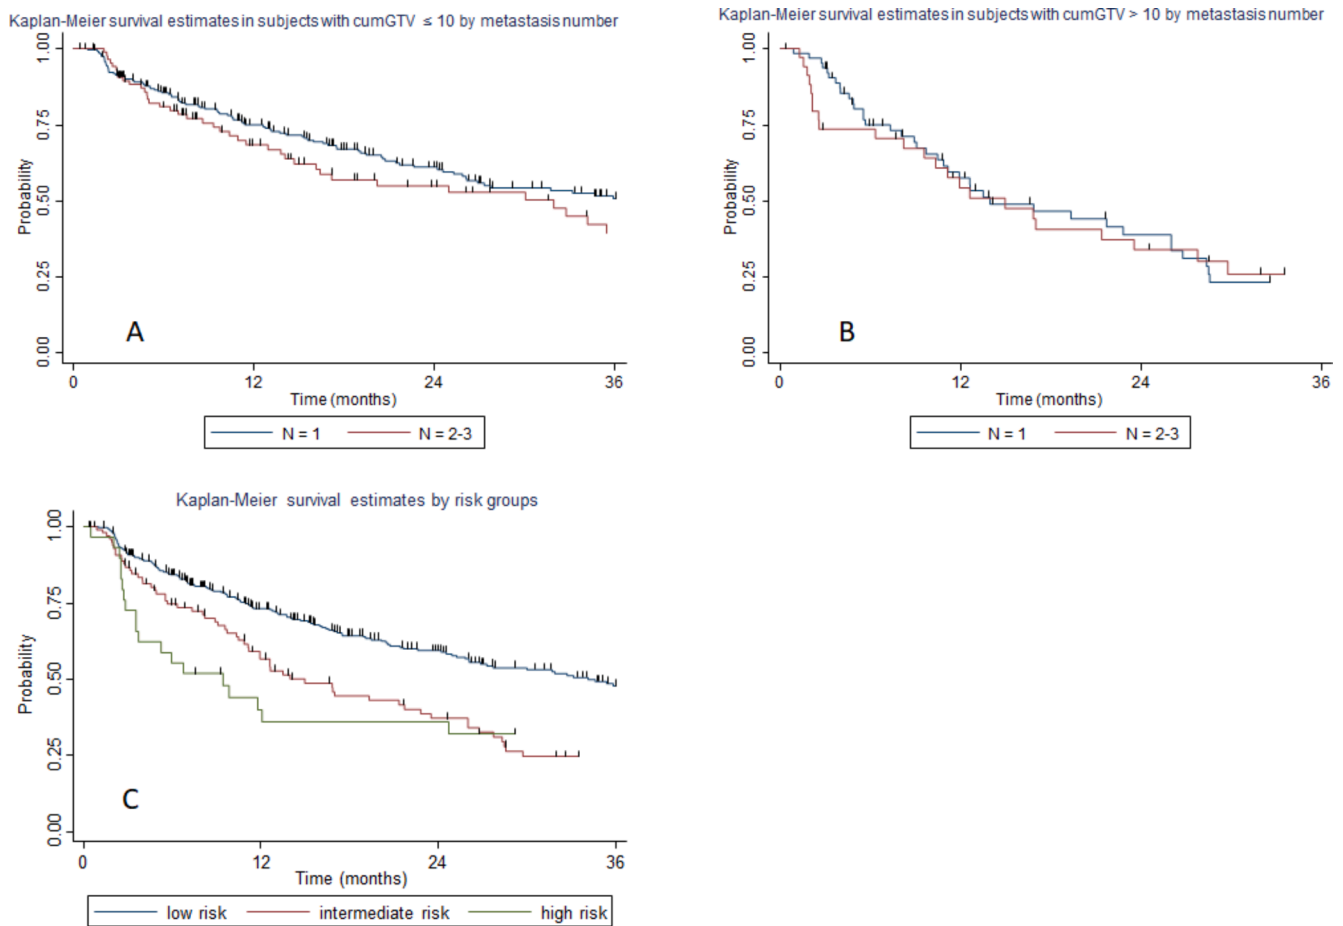 Kaplan-Meier survival estimates in subjects with cumGTV ≤ 10 by metastasis number
1.00
0.75
0.50
0.25
0.00
Probability
A
0 12 24 36
Time (months)
N = 1 N = 2-3
Kaplan-Meier survival estimates in subjects with cumGTV > 10 by metastasis number
1.00
0.75
0.50
0.25
0.00
Probability
B
0 12 24 36
Time (months)
N = 1 N = 2-3
Kaplan-Meier survival estimates by risk groups
1.00
0.75
0.50
0.25
0.00
Probability
C
0 12 24 36
Time (months)
low risk intermediate risk high risk